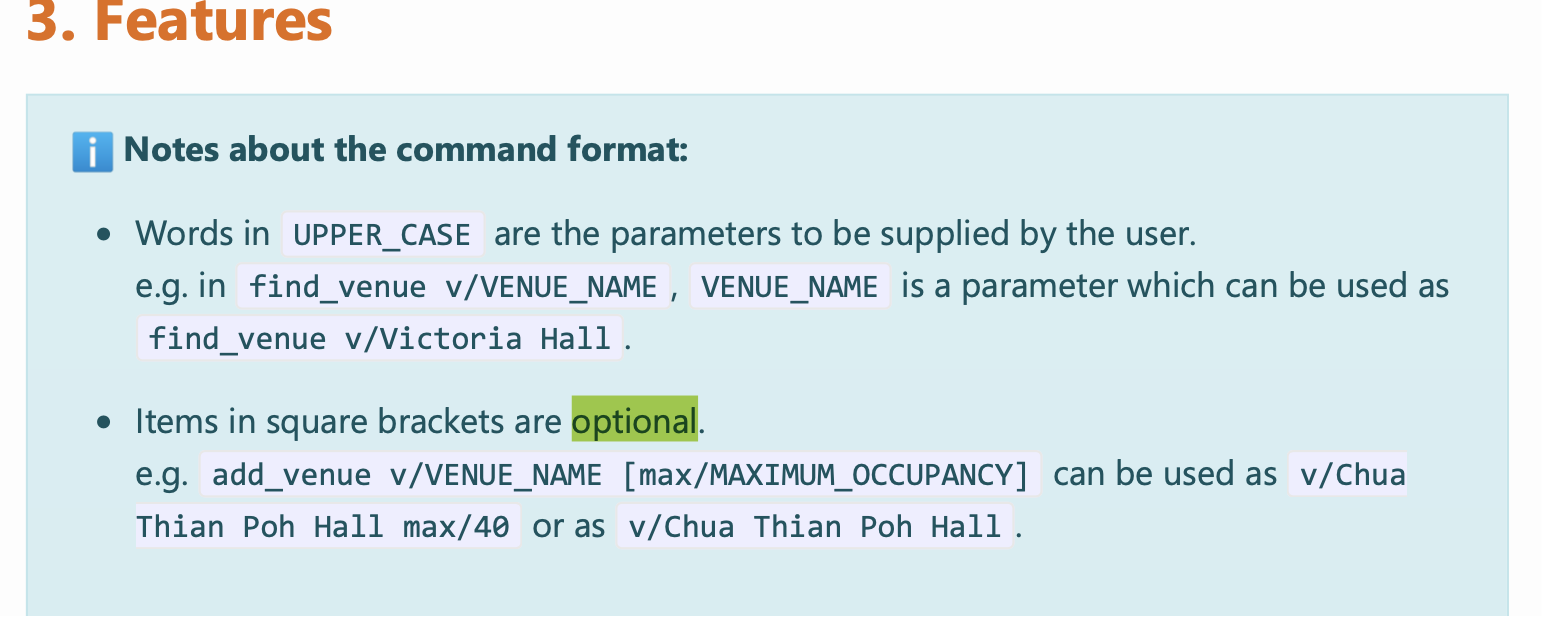 3. Features
i Notes about the command format:
• Words in UPPER_CASE are the parameters to be supplied by the user.
e.g. in find_venue v/VENUE_NAME, VENUE_NAME is a parameter which can be used as
find_venue v/Victoria Hall.
• Items in square brackets are optional.
e.g. add_venue v/VENUE_NAME [max/MAXIMUM_OCCUPANCY] can be used as v/Chua
Thian Poh Hall max/40 or as v/Chua Thian Poh Hall.